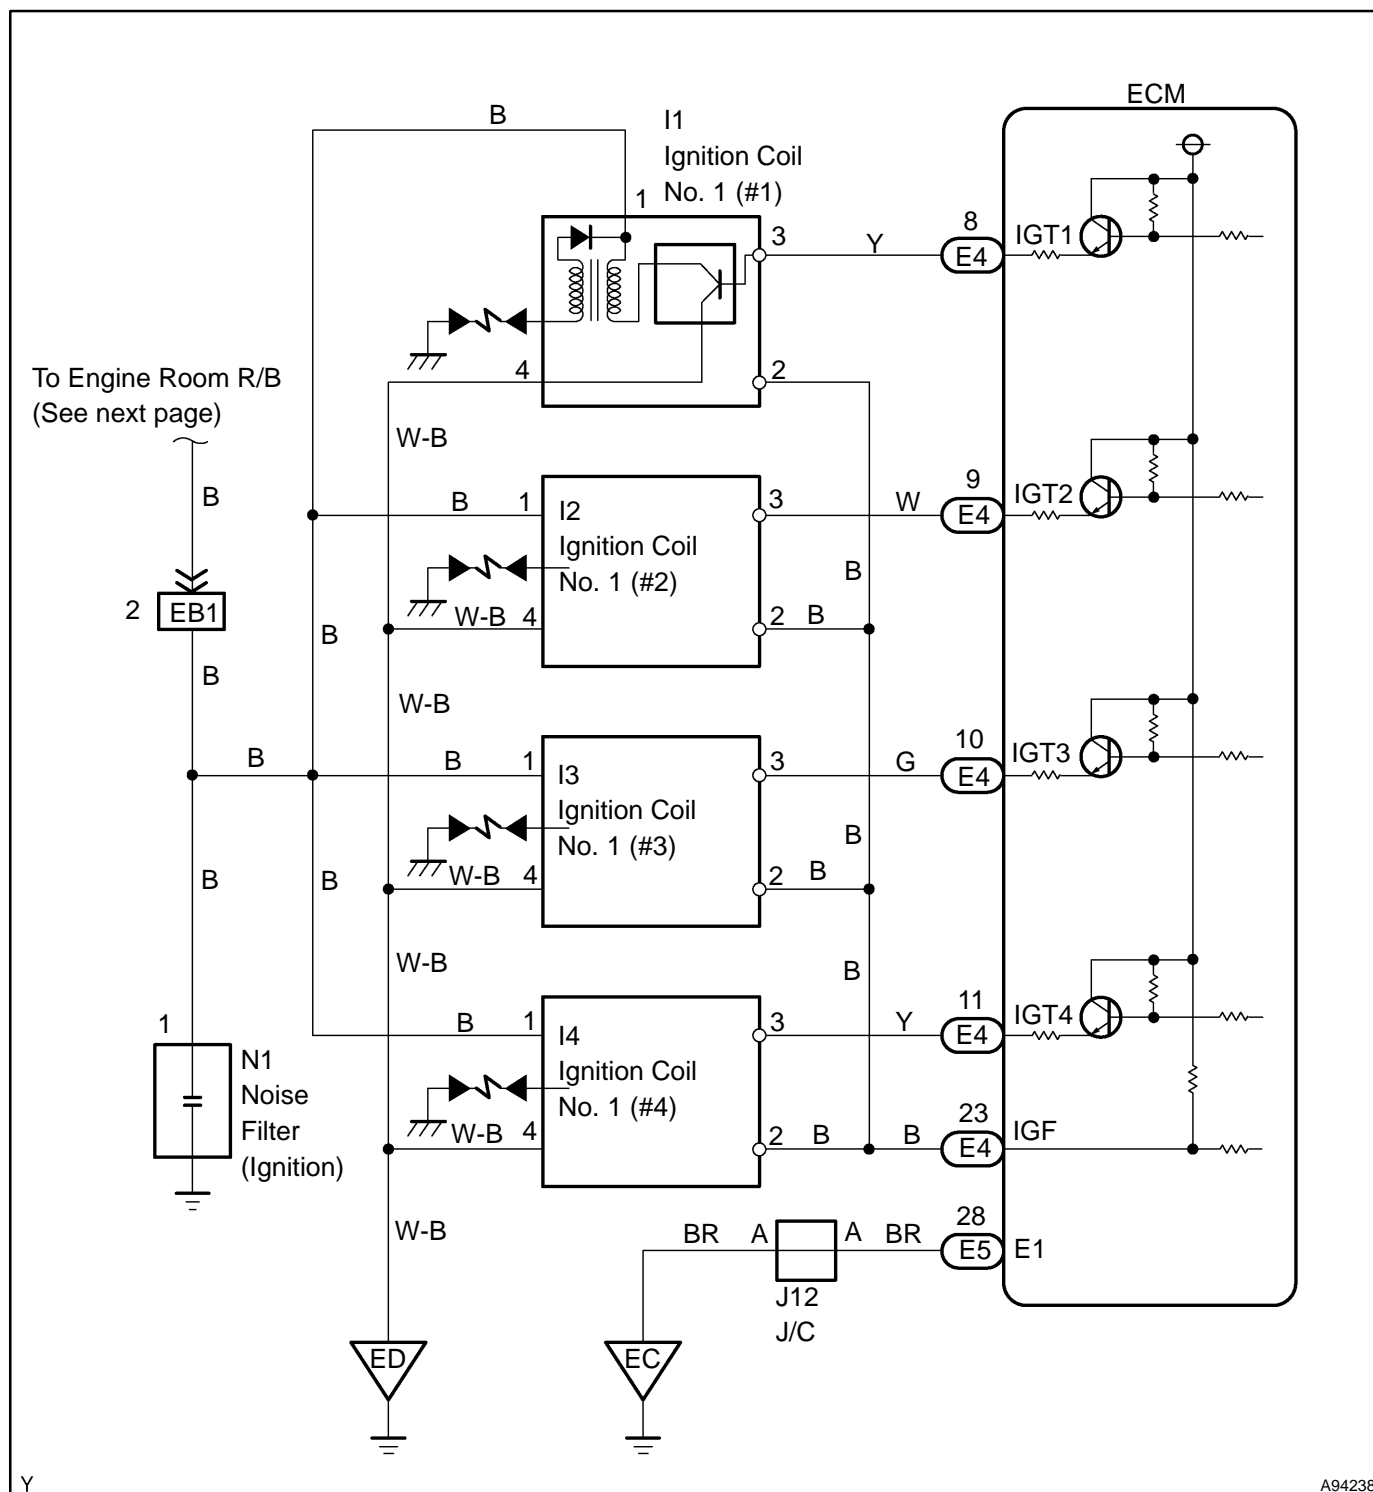 ECM
B
I1
Ignition Coil
No. 1 (#1)
1
3
Y
8
E4
IGT1
4
2
To Engine Room R/B
(See next page)
W-B
B
B
1
I2
Ignition Coil
No. 1 (#2)
3
W
9
E4
IGT2
B
2
EB1
W-B
4
2
B
B
B
W-B
B
B
1
I3
Ignition Coil
No. 1 (#3)
3
G
10
E4
IGT3
B
B
B
W-B
4
2
B
W-B
B
1
N1
Noise
Filter
(Ignition)
B
1
I4
Ignition Coil
No. 1 (#4)
3
Y
11
E4
IGT4
W-B
4
2
B
B
23
E4
IGF
W-B
BR
A
A
BR
28
E5
E1
J12
J/C
ED
EC
Y
A94238